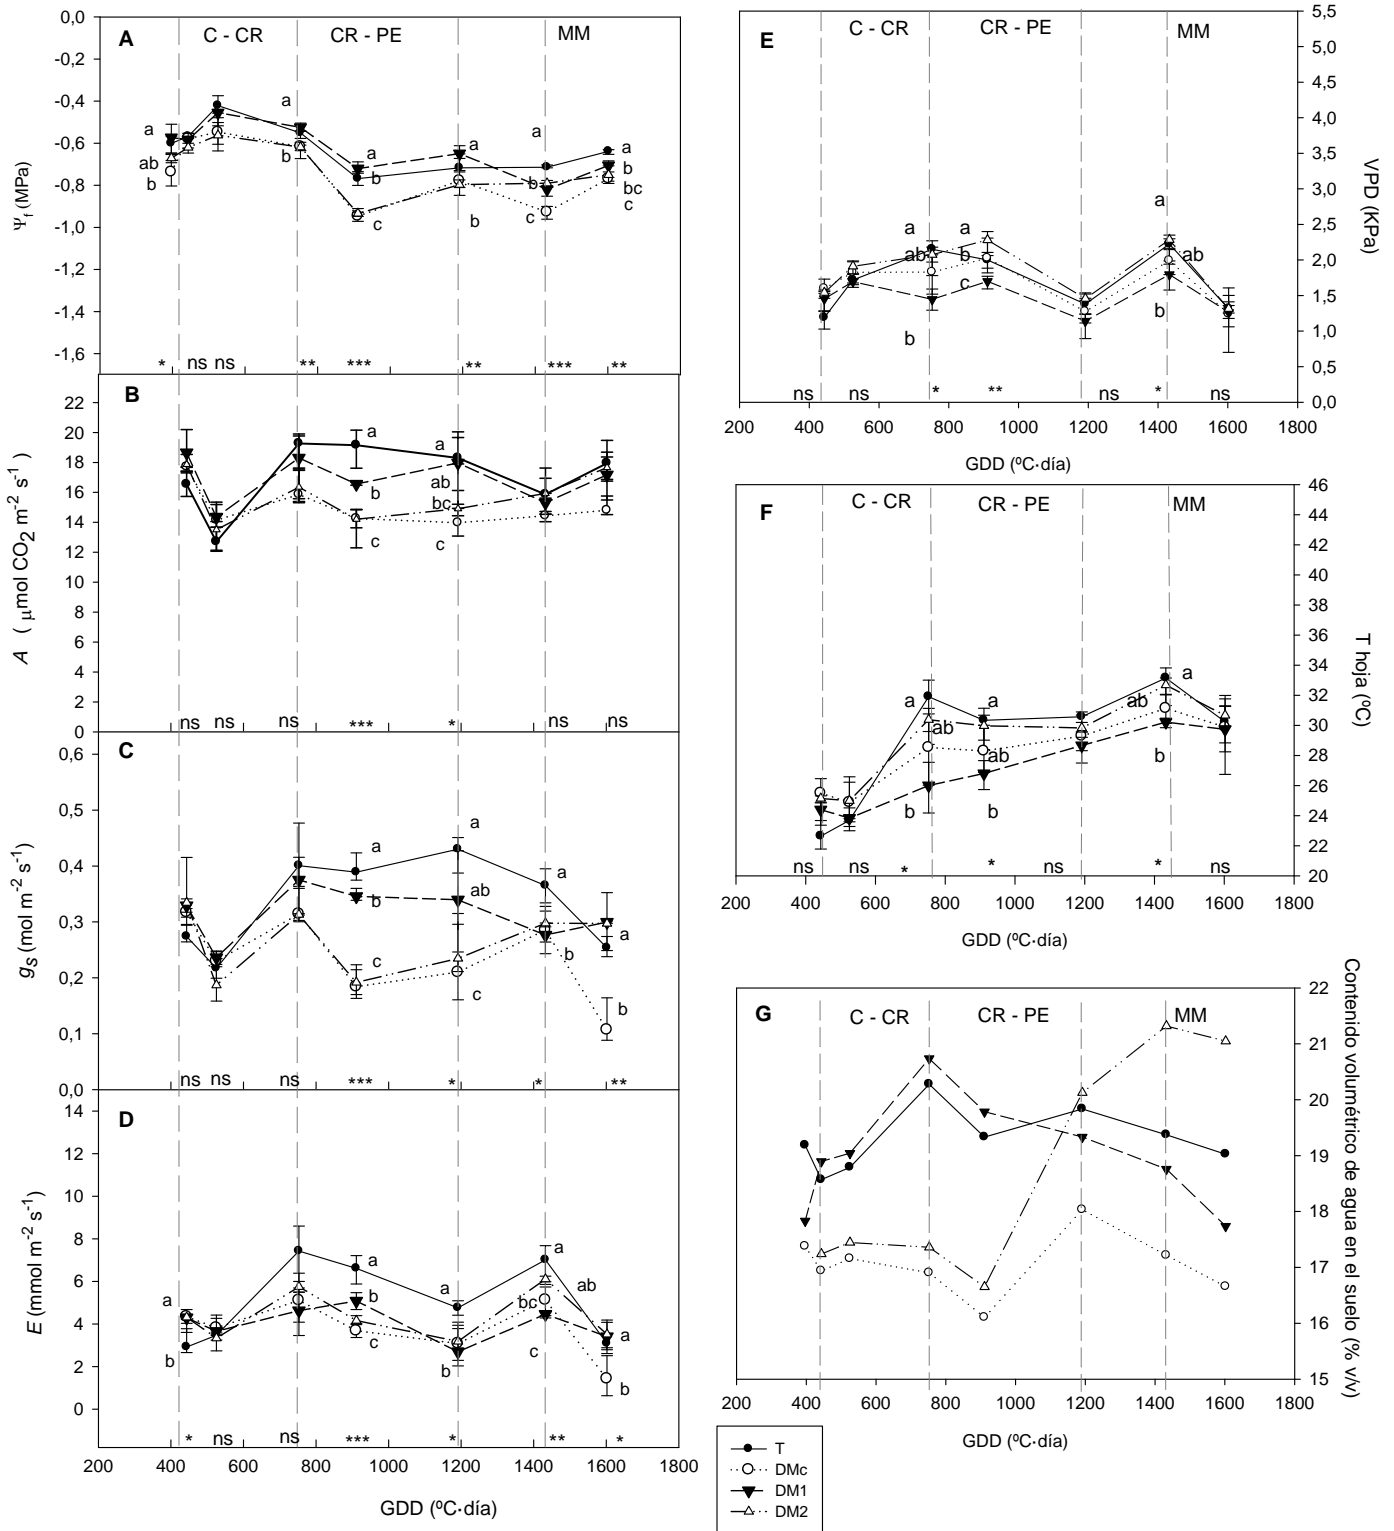 A
C - CR
CR - PE
MM
0,0
-0,2
-0,4
-0,6
-0,8
-1,0
-1,2
-1,4
-1,6
Ψf (MPa)
a
ab
b
a
b
a
b
c
a
b
a
b
c
a
b
bc
c
* ns ns ** *** ** *** **
B
22
20
18
16
14
12
10
8
6
4
2
0
A ( μmol CO2 m-2 s-1 )
a
b
c
a
ab
bc
c
ns ns ns *** * ns ns
C
0,6
0,5
0,4
0,3
0,2
0,1
0,0
gs (mol m-2 s-1)
a
b
c
a
ab
c
a
b
a
b
ns ns ns *** * * **
D
14
12
10
8
6
4
2
0
E (mmol m-2 s-1)
a
b
a
b
c
a
b
a
ab
bc
c
a
b
* ns ns *** * ** *
200 400 600 800 1000 1200 1400 1600 1800
GDD (ºC·día)
E
C - CR
CR - PE
MM
5,5
5,0
4,5
4,0
3,5
3,0
2,5
2,0
1,5
1,0
0,5
0,0
VPD (KPa)
a
ab
b
a
b
c
a
ab
b
ns ns * ** ns * ns
200 400 600 800 1000 1200 1400 1600 1800
GDD (ºC·día)
F
C - CR
CR - PE
MM
46
44
42
40
38
36
34
32
30
28
26
24
22
20
T hoja (ºC)
a
ab
b
a
ab
b
a
ab
b
ns ns * * ns * ns
200 400 600 800 1000 1200 1400 1600 1800
GDD (ºC·día)
G
C - CR
CR - PE
MM
22
21
20
19
18
17
16
15
Contenido volumétrico de agua en el suelo (% v/v)
200 400 600 800 1000 1200 1400 1600 1800
GDD (ºC·día)
T
DMc
DM1
DM2